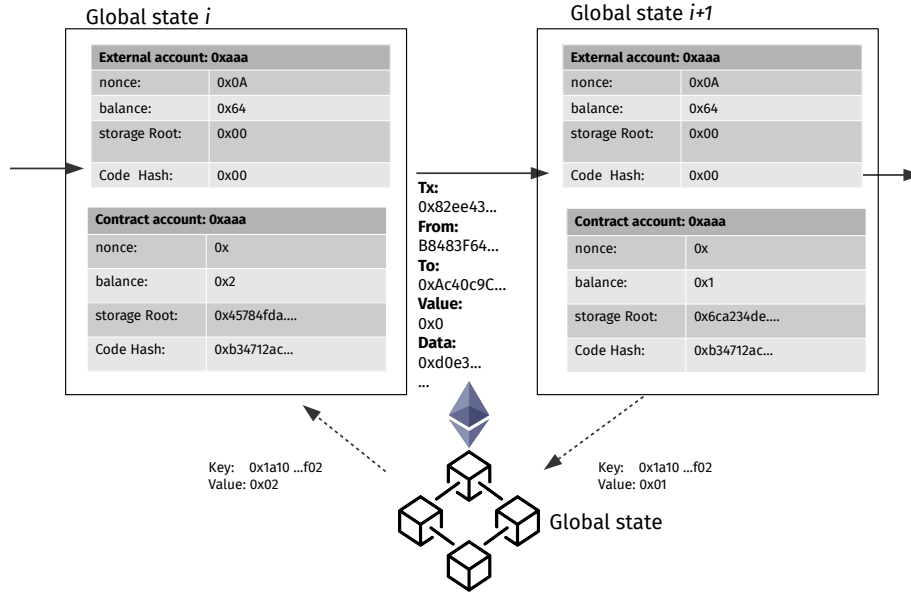 Global state i
External account: 0xaaa
nonce: 0x0A
balance: 0x64
storage Root: 0x00
Code Hash: 0x00
Contract account: 0xaaa
nonce: 0x
balance: 0x2
storage Root: 0x45784fda....
Code Hash: 0xb34712ac...
Tx:
0x82ee43...
From:
B8483F64...
To:
0xAc40c9C...
Value:
0x0
Data:
0xd0e3...
...
Global state i+1
External account: 0xaaa
nonce: 0x0A
balance: 0x64
storage Root: 0x00
Code Hash: 0x00
Contract account: 0xaaa
nonce: 0x
balance: 0x1
storage Root: 0x6ca234de....
Code Hash: 0xb34712ac...
Key: 0x1a10 ...f02
Value: 0x02
Key: 0x1a10 ...f02
Value: 0x01
Global state